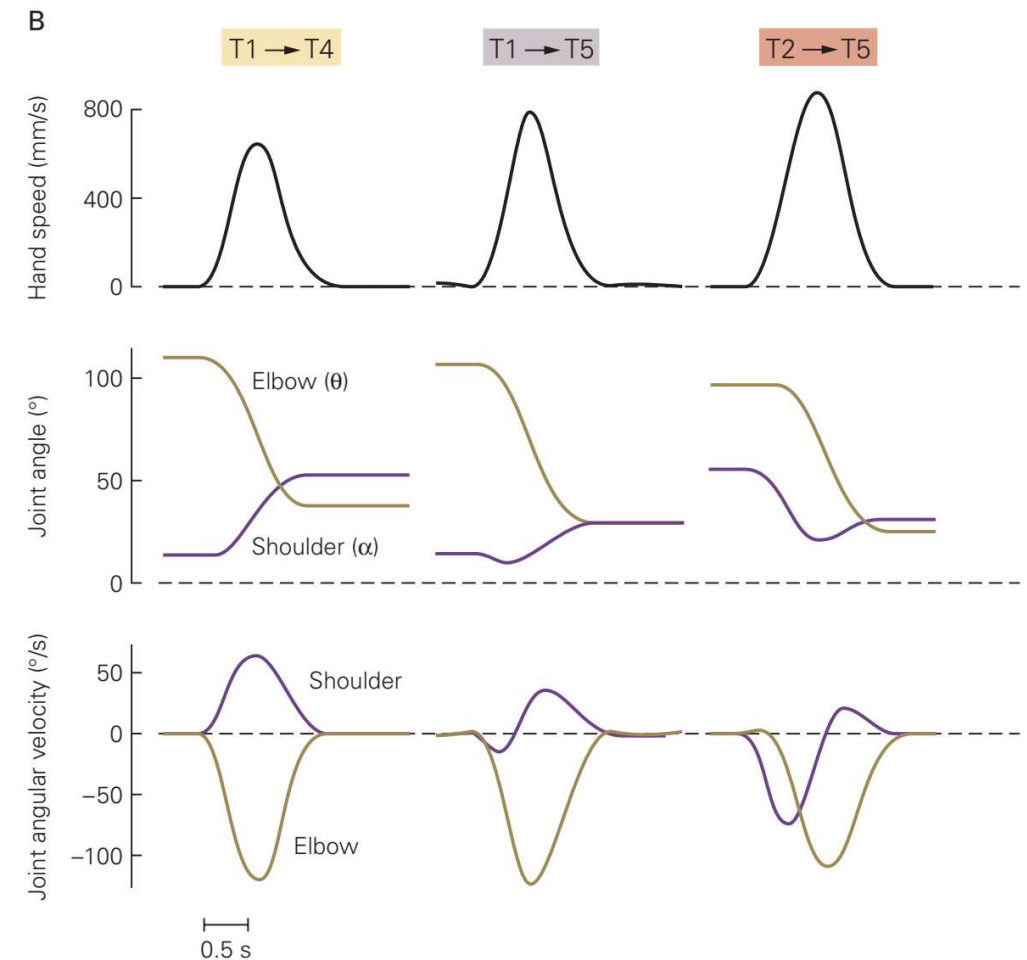 B
T1 → T4
T1 → T5
T2 → T5
Hand speed (mm/s)
800
400
0
Joint angle (°)
100
50
0
Elbow (θ)
Shoulder (α)
Joint angular velocity (°/s)
50
0
–50
–100
Shoulder
Elbow
0.5 s